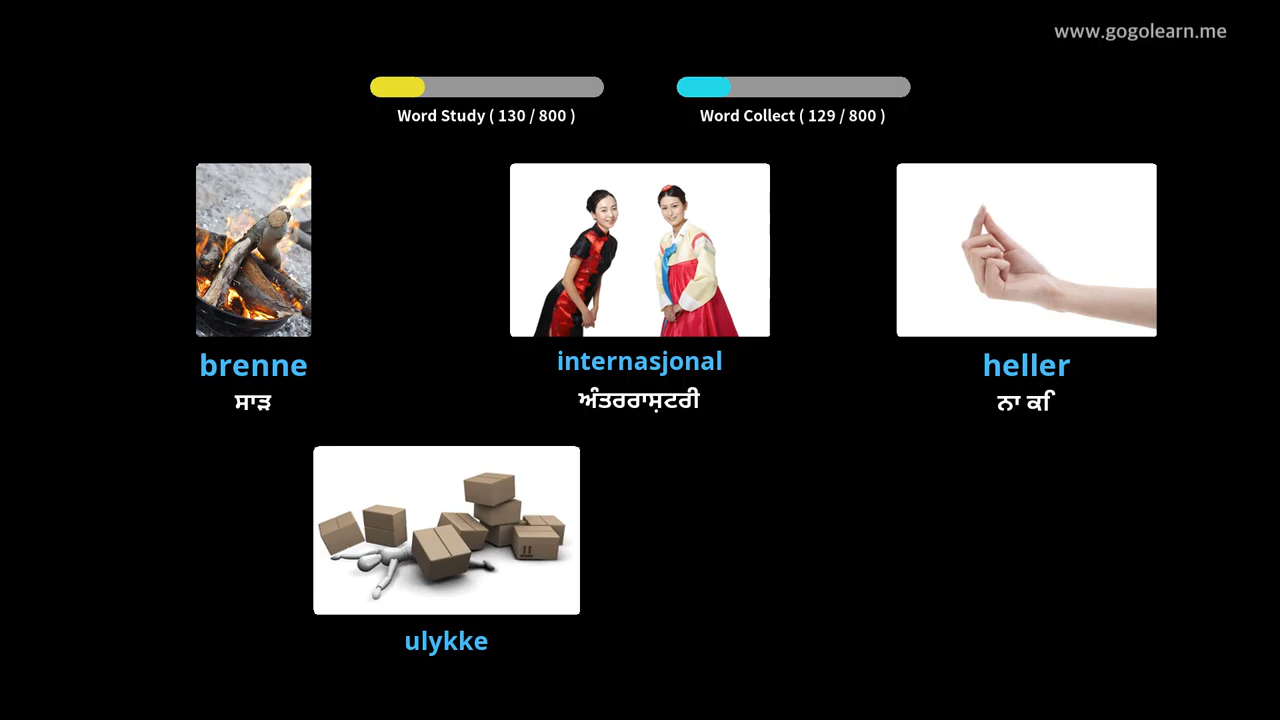 www.gogolearn.me
Word Study ( 130 / 800 )
Word Collect ( 129 / 800 )
brenne
internasjonal
heller
ਸਾੜ
ਅੰਤਰਰਾਸ਼ਟਰੀ
ਨਾ ਕਿ
ulykke